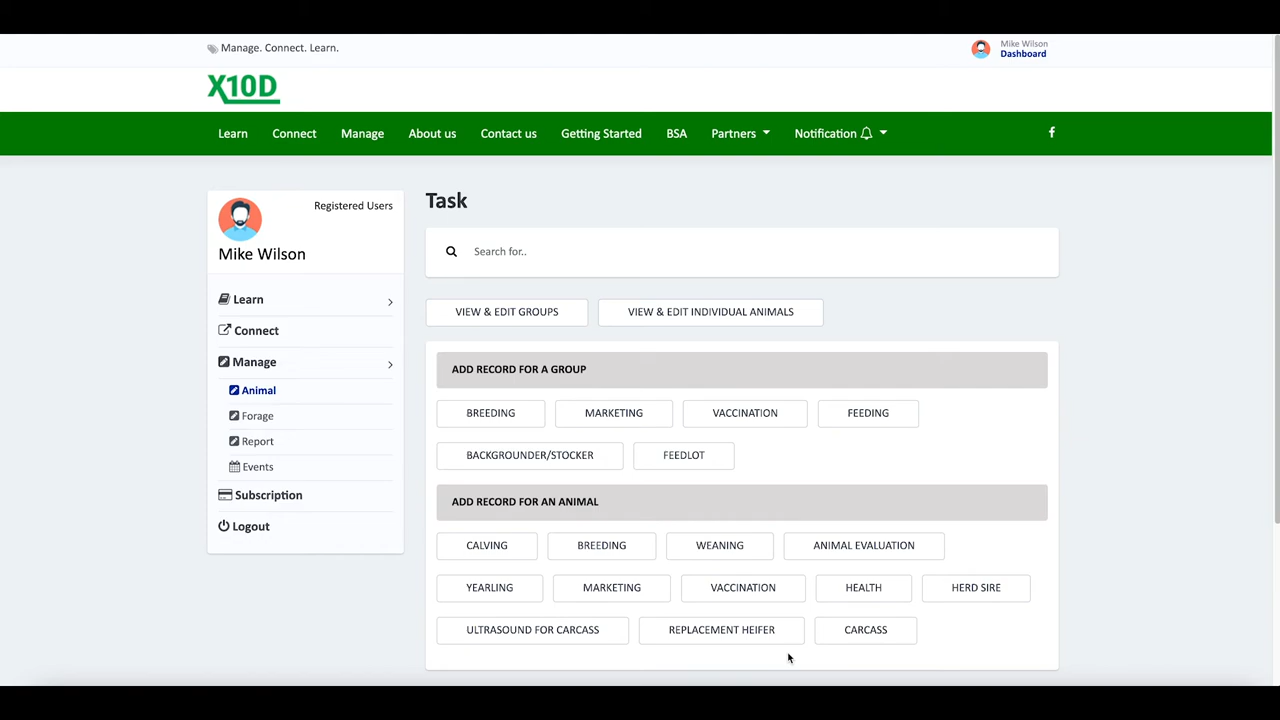 Manage. Connect. Learn.
Mike Wilson
Dashboard
X10D
Learn Connect Manage About us Contact us Getting Started BSA Partners Notification
Registered Users
Mike Wilson
Learn
Connect
Manage
Animal
Forage
Report
Events
Subscription
Logout
Task
Search for..
VIEW & EDIT GROUPS VIEW & EDIT INDIVIDUAL ANIMALS
ADD RECORD FOR A GROUP
BREEDING MARKETING VACCINATION FEEDING
BACKGROUNDER/STOCKER FEEDLOT
ADD RECORD FOR AN ANIMAL
CALVING BREEDING WEANING ANIMAL EVALUATION
YEARLING MARKETING VACCINATION HEALTH HERD SIRE
ULTRASOUND FOR CARCASS REPLACEMENT HEIFER CARCASS